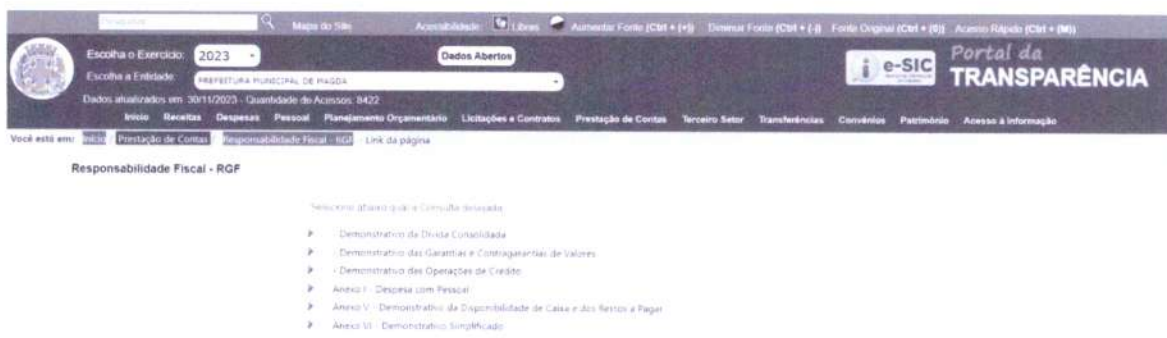 Pesquisar
Mapa do Site
Acessibilidade: Libras Aumentar Fonte (Ctrl + (+)) Diminuir Fonte (Ctrl + (-)) Fonte Original (Ctrl + (0)) Acesso Rápido (Ctrl + (M))
Escolha o Exercício: 2023
Dados Abertos
Escolha a Entidade: PREFEITURA MUNICIPAL DE MAGDA
Dados atualizados em 30/11/2023 - Quantidade de Acessos: 8422
i e-SIC
Portal da
TRANSPARÊNCIA
Início Receitas Despesas Pessoal Planejamento Orçamentário Licitações e Contratos Prestação de Contas Terceiro Setor Transferências Convênios Patrimônio Acesso à Informação
Você está em: Início / Prestação de Contas / Responsabilidade Fiscal - RGF / Link da página
Responsabilidade Fiscal - RGF
Selecione abaixo qual a Consulta desejada
- Demonstrativo da Dívida Consolidada
- Demonstrativo das Garantias e Contragarantias de Valores
- Demonstrativo das Operações de Crédito
Anexo I - Despesa com Pessoal
Anexo V - Demonstrativo da Disponibilidade de Caixa e dos Restos a Pagar
Anexo VI - Demonstrativo Simplificado